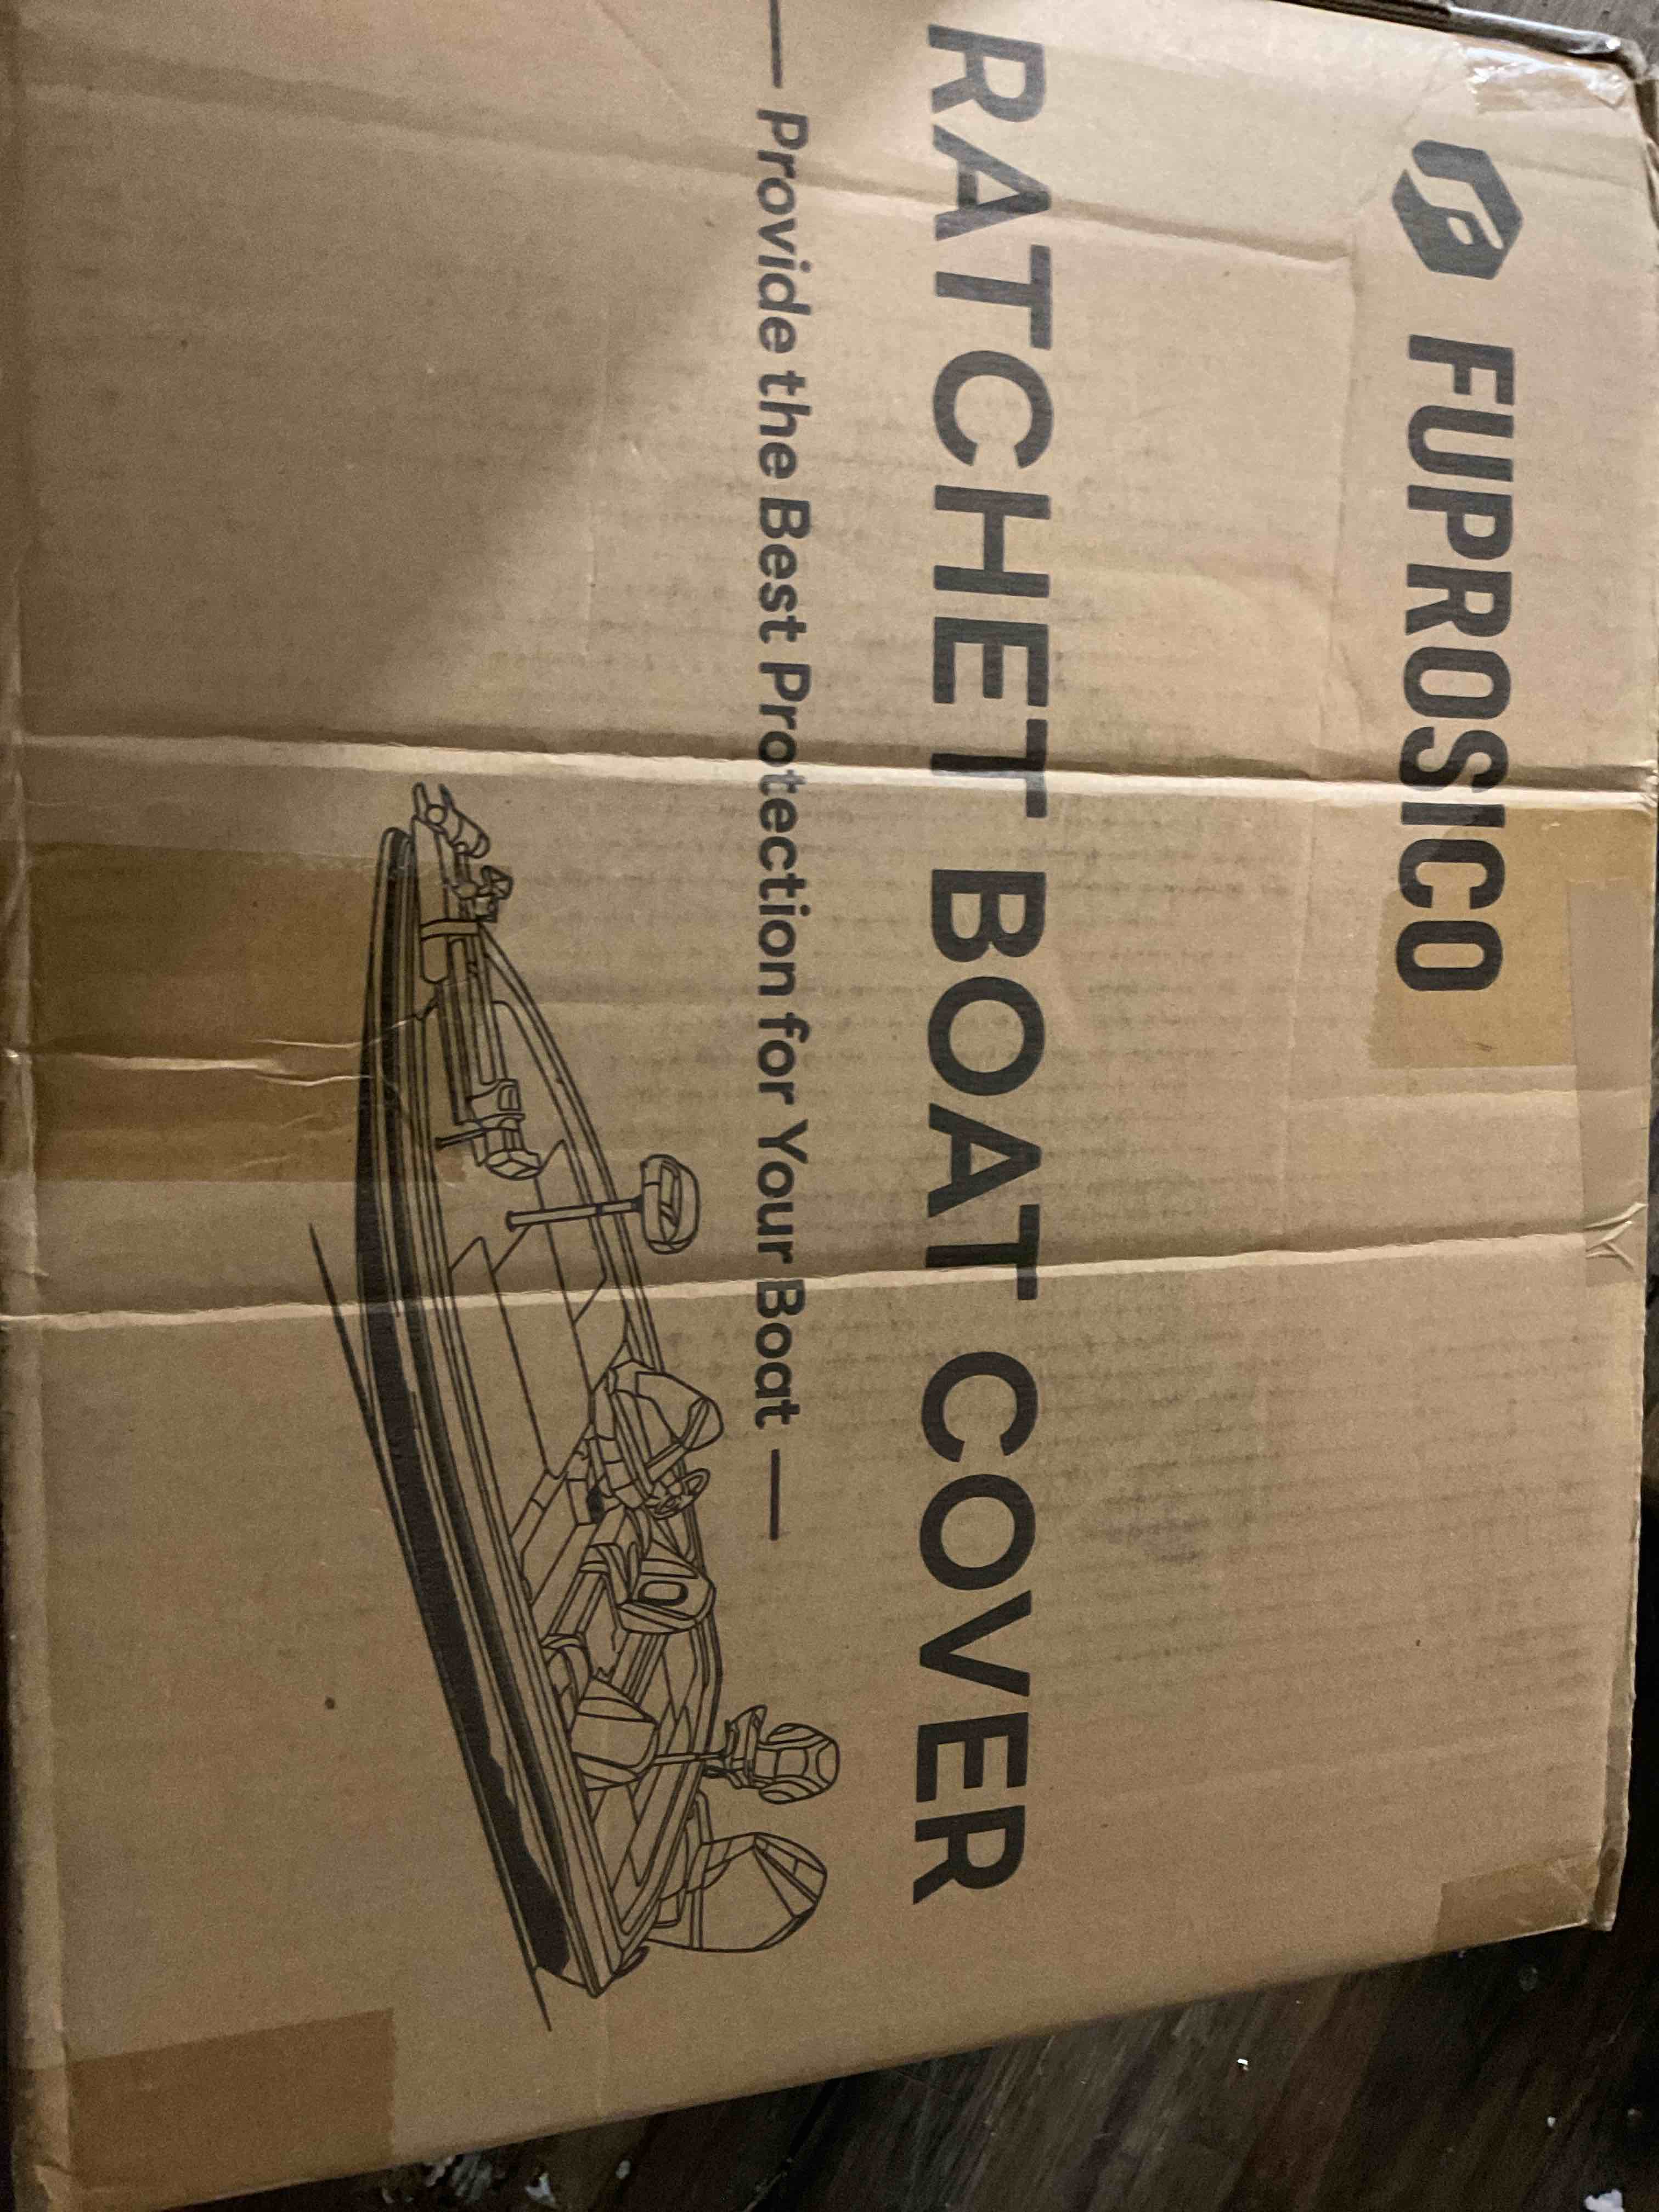 FUPROSICO
RATCHET BOAT COVER
— Provide the Best Protection for Your Boat —